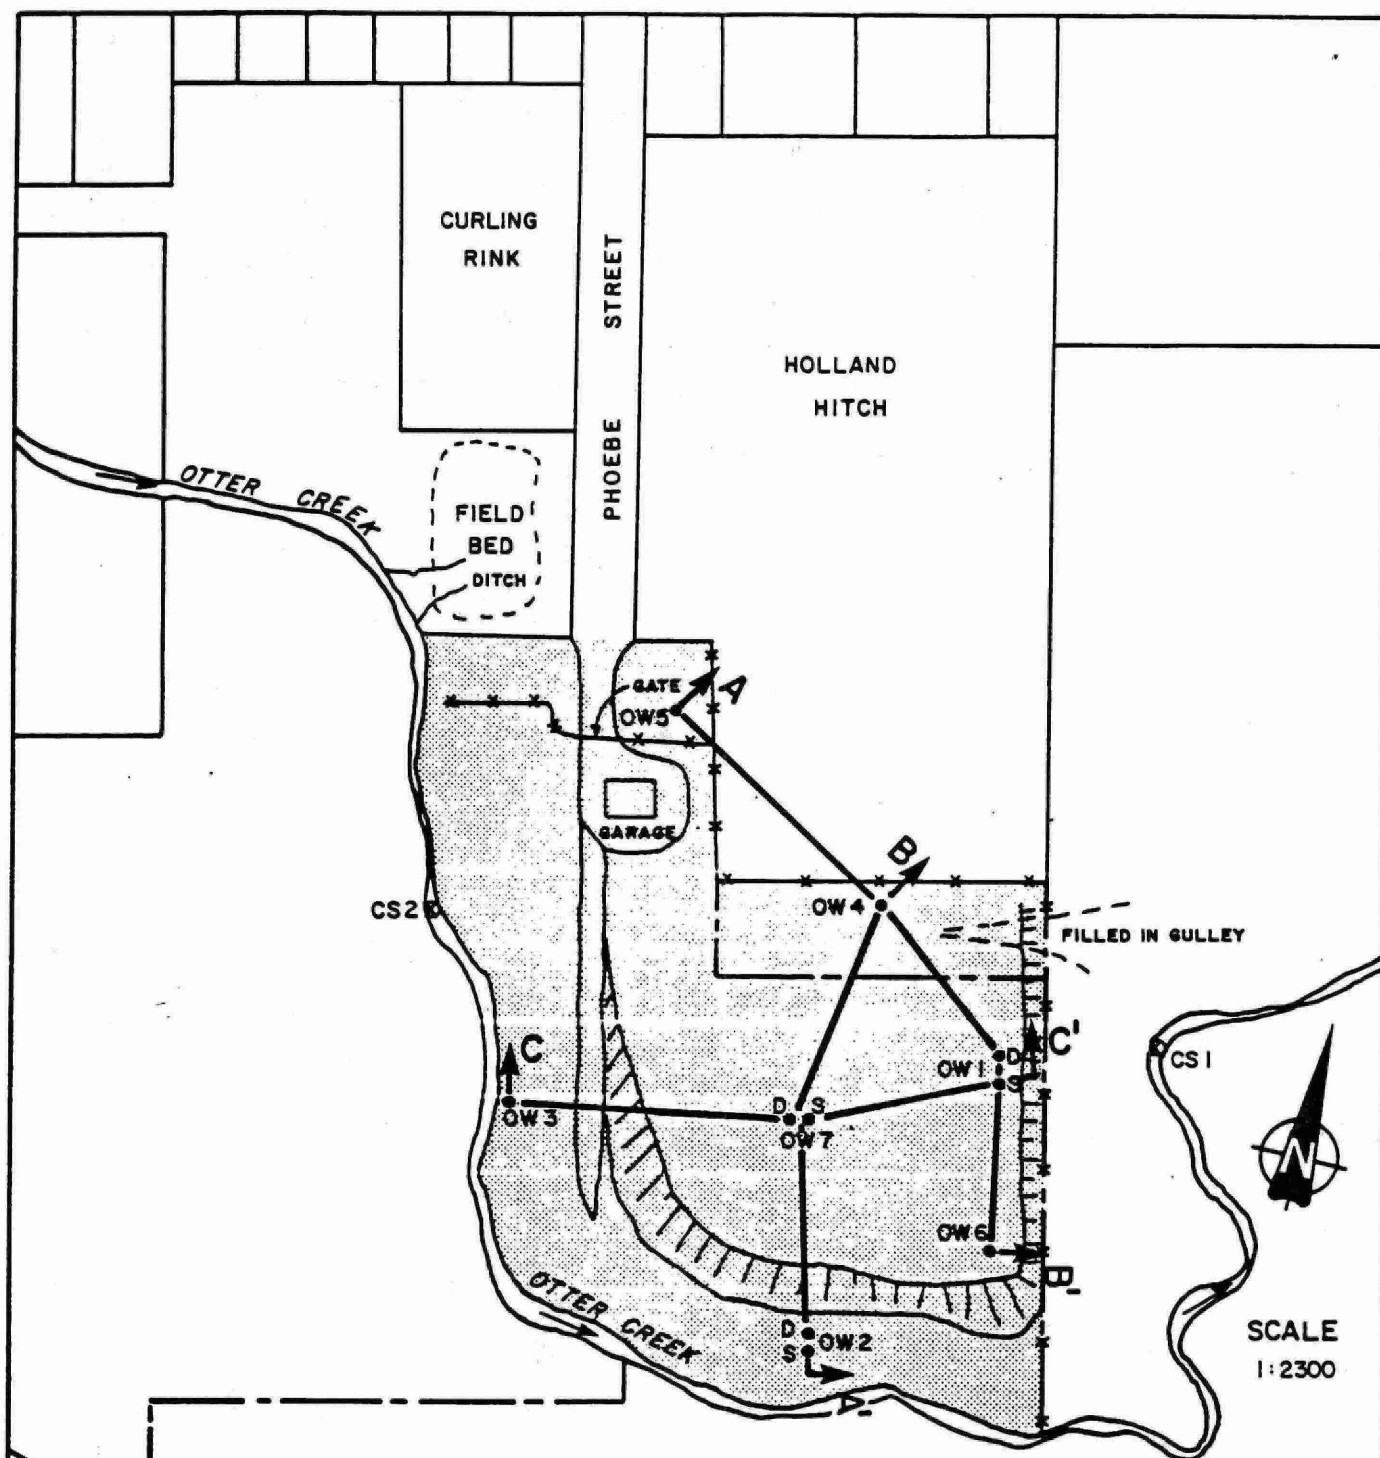 CURLING
RINK
PHOEBE STREET
HOLLAND
HITCH
OTTER CREEK
FIELD
BED
DITCH
GATE
A
OW5
GARAGE
B
OW4
CS2
FILLED IN GULLEY
C
C'
D
OW1
S
CS1
OW3
D S
OW7
N
OW6
B'
OTTER CREEK
D
OW2
S
A'
SCALE
1:2300